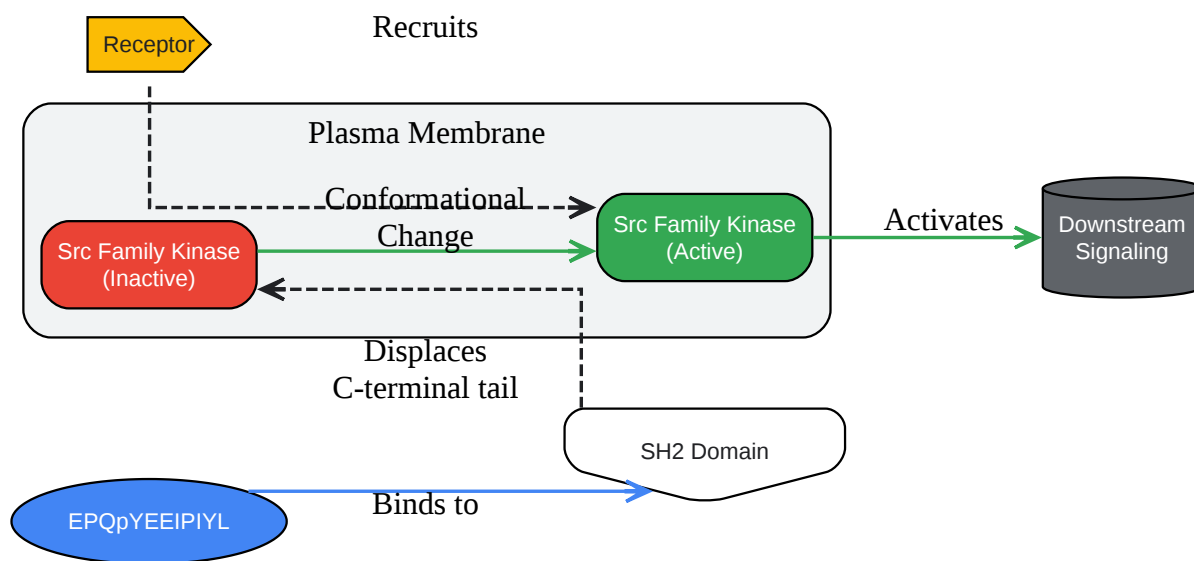 Recruits
Receptor
Plasma Membrane
Conformational
Change
Src Family Kinase
(Inactive)
Src Family Kinase
(Active)
Activates
Downstream
Signaling
Displaces
C-terminal tail
SH2 Domain
Binds to
EPQpYEEIPIYL